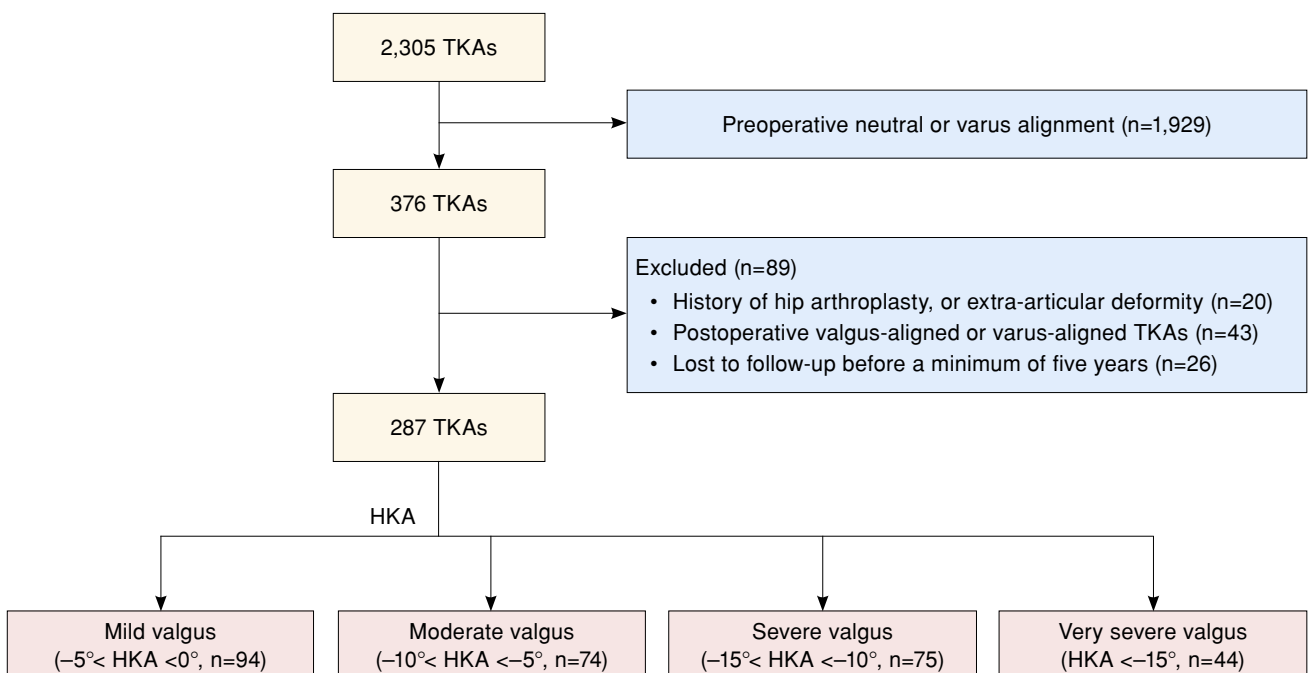 2,305 TKAs
Preoperative neutral or varus alignment (n=1,929)
376 TKAs
Excluded (n=89)
• History of hip arthroplasty, or extra-articular deformity (n=20)
• Postoperative valgus-aligned or varus-aligned TKAs (n=43)
• Lost to follow-up before a minimum of five years (n=26)
287 TKAs
HKA
Mild valgus
(–5°< HKA <0°, n=94)
Moderate valgus
(–10°< HKA <–5°, n=74)
Severe valgus
(–15°< HKA <–10°, n=75)
Very severe valgus
(HKA <–15°, n=44)